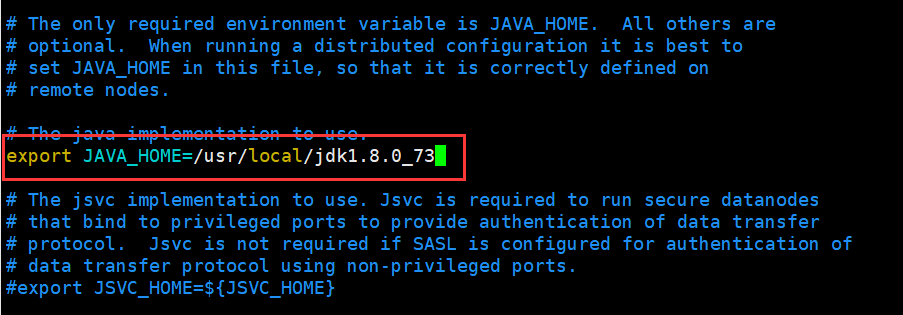 # The only required environment variable is JAVA_HOME.  All others are
# optional.  When running a distributed configuration it is best to
# set JAVA_HOME in this file, so that it is correctly defined on
# remote nodes.
# The java implementation to use.
export JAVA_HOME=/usr/local/jdk1.8.0_73
# The jsvc implementation to use. Jsvc is required to run secure datanodes
# that bind to privileged ports to provide authentication of data transfer
# protocol.  Jsvc is not required if SASL is configured for authentication of
# data transfer protocol using non-privileged ports.
#export JSVC_HOME=${JSVC_HOME}